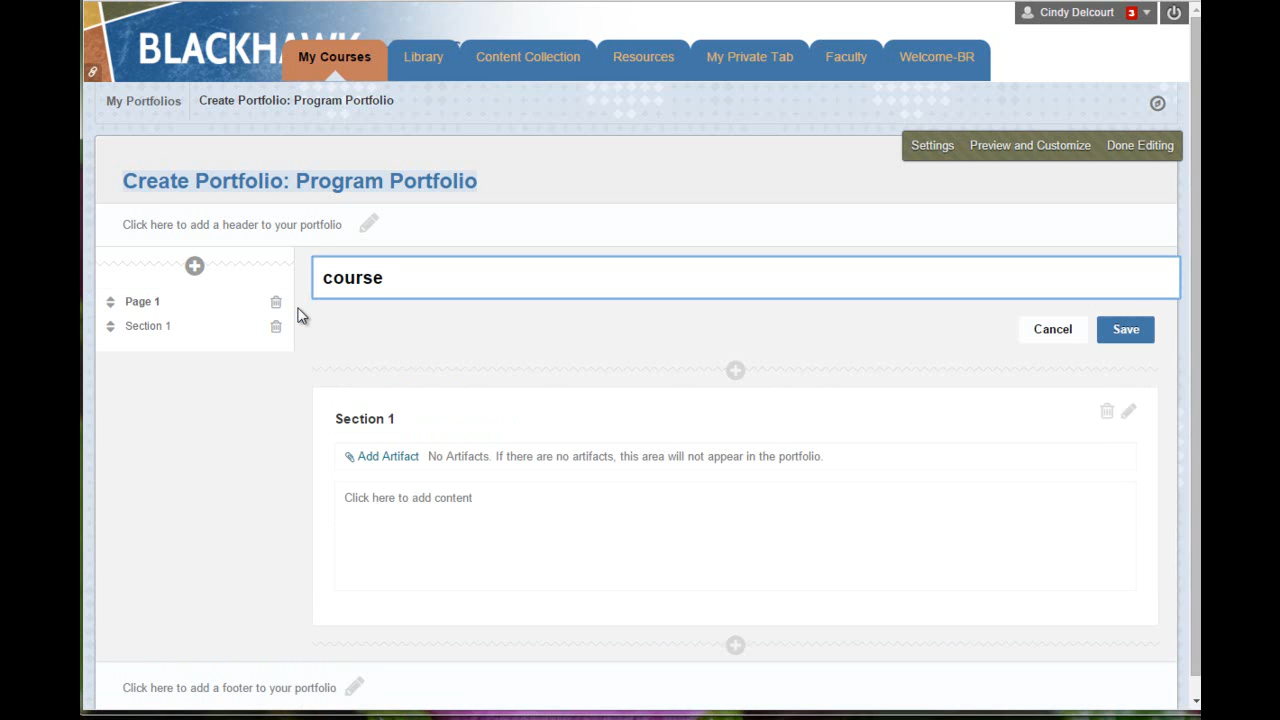 Cindy Delcourt 3
BLACKHAWK
My Courses Library Content Collection Resources My Private Tab Faculty Welcome-BR
My Portfolios Create Portfolio: Program Portfolio
Settings Preview and Customize Done Editing
Create Portfolio: Program Portfolio
Click here to add a header to your portfolio
course
Page 1
Section 1
Cancel Save
Section 1
Add Artifact No Artifacts. If there are no artifacts, this area will not appear in the portfolio.
Click here to add content
Click here to add a footer to your portfolio